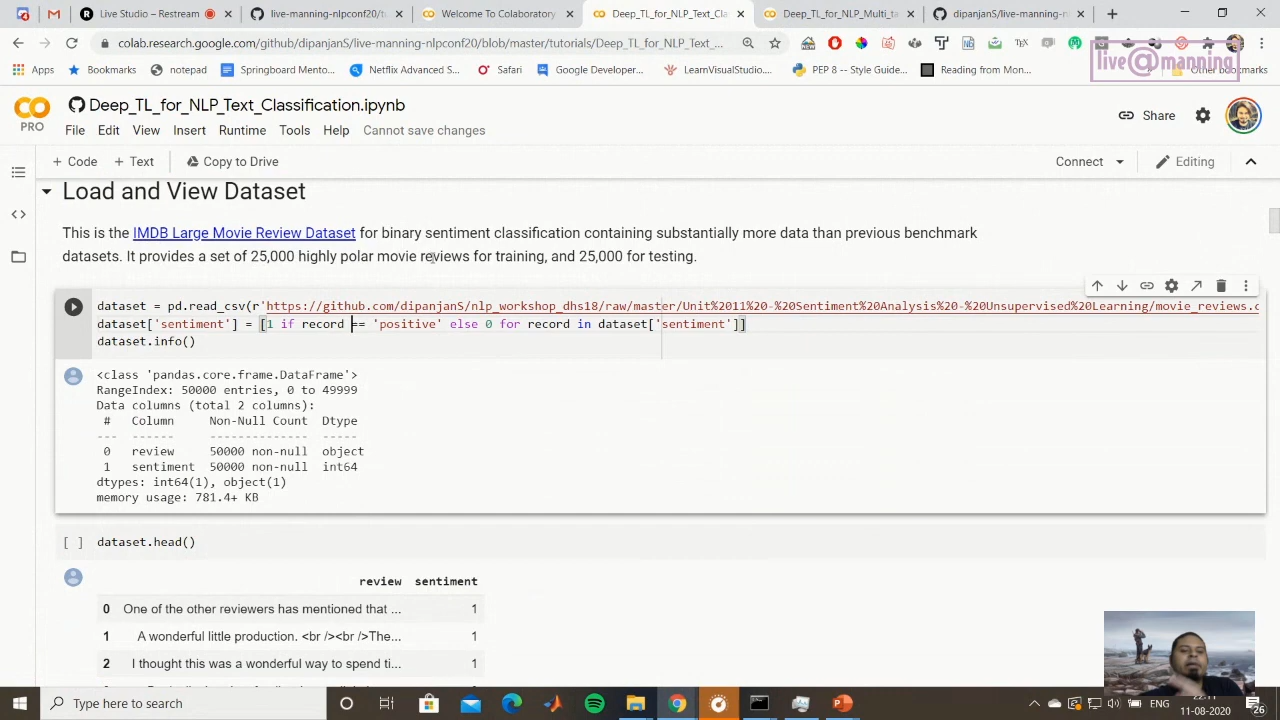 Live Studio - Restream
live-manning-nlpconf20/t
Welcome To Colaboratory
Deep_TL_for_NLP_Text_C
Deep_TL_for_NLP_Multi_ta
dipanjanS/live-manning-n
colab.research.google.com/github/dipanjanS/live-manning-nlpconf20/blob/master/tutorials/Deep_TL_for_NLP_Text_...
Apps
Bookmarks
notepad
Springboard Mento...
Netflix Advanced S...
Safari
Google Developer...
LearnVisualStudio...
PEP 8 -- Style Guide...
Reading from Mon...
Other bookmarks
live@manning
CO
PRO
Deep_TL_for_NLP_Text_Classification.ipynb
File Edit View Insert Runtime Tools Help Cannot save changes
Share
+ Code + Text Copy to Drive
Connect
Editing
Load and View Dataset
This is the IMDB Large Movie Review Dataset for binary sentiment classification containing substantially more data than previous benchmark
datasets. It provides a set of 25,000 highly polar movie reviews for training, and 25,000 for testing.
dataset = pd.read_csv(r'https://github.com/dipanjanS/nlp_workshop_dhs18/raw/master/Unit%2011%20-%20Sentiment%20Analysis%20-%20Unsupervised%20Learning/movie_reviews.c
dataset['sentiment'] = [1 if record == 'positive' else 0 for record in dataset['sentiment']]
dataset.info()
<class 'pandas.core.frame.DataFrame'>
RangeIndex: 50000 entries, 0 to 49999
Data columns (total 2 columns):
# Column Non-Null Count Dtype
--- ------ -------------- -----
0 review 50000 non-null object
1 sentiment 50000 non-null int64
dtypes: int64(1), object(1)
memory usage: 781.4+ KB
[ ] dataset.head()
review sentiment
0 One of the other reviewers has mentioned that ... 1
1 A wonderful little production. <br /><br />The... 1
2 I thought this was a wonderful way to spend ti... 1
Type here to search
ENG
11-08-2020
26